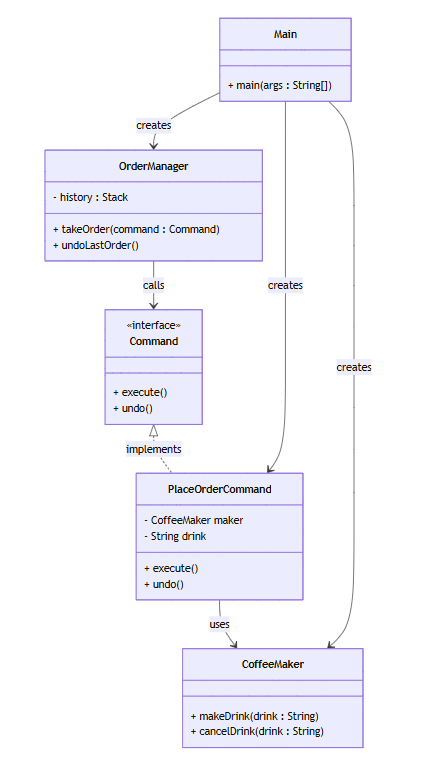 Main
+ main(args : String[])
creates
OrderManager
- history : Stack
+ takeOrder(command : Command)
+ undoLastOrder()
calls
creates
«interface»
Command
+ execute()
+ undo()
creates
implements
PlaceOrderCommand
- CoffeeMaker maker
- String drink
+ execute()
+ undo()
uses
CoffeeMaker
+ makeDrink(drink : String)
+ cancelDrink(drink : String)